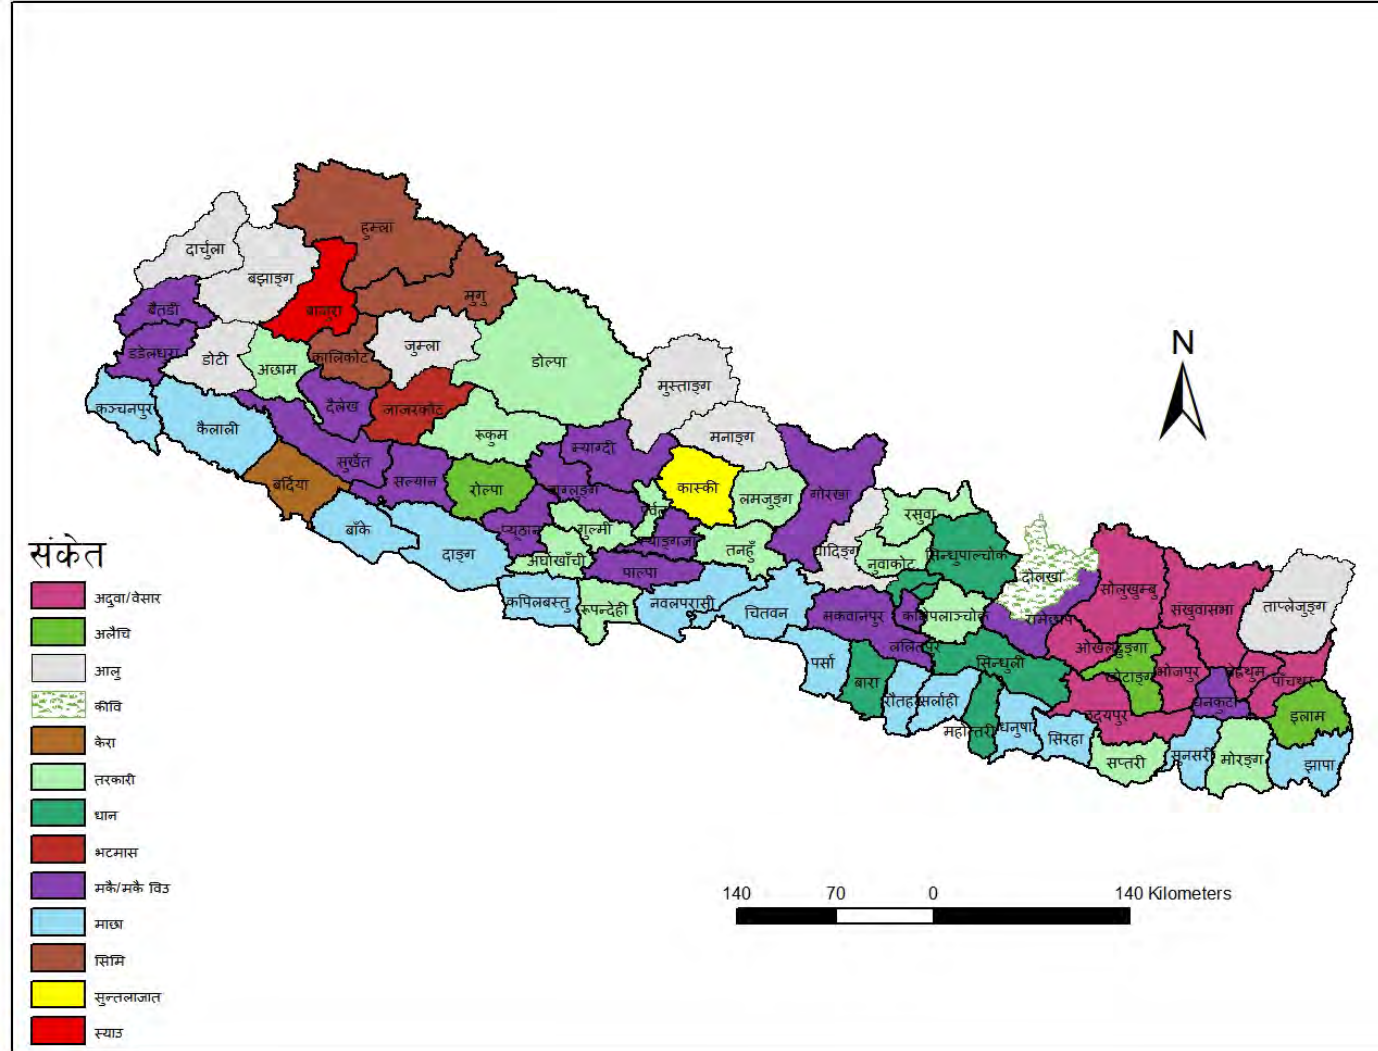 हुम्ला
दार्चुला
बझाङ्ग
मुगु
बैतडी
बाजुरा
जुम्ला
डडेलधुरा
डोटी
अछाम
कालिकोट
डोल्पा
मुस्ताङ्ग
कञ्चनपुर
कैलाली
दैलेख
जाजरकोट
रूकुम
मनाङ्ग
म्याग्दी
सुर्खेत
सल्यान
रोल्पा
बाग्लुङ्ग
कास्की
लमजुङ्ग
गोरखा
बर्दिया
बाँके
दाङ्ग
प्यूठान
गुल्मी
स्याङ्गजा
तनहुँ
धादिङ्ग
रसुवा
नुवाकोट
सिन्धुपाल्चोक
दोलखा
अर्घाखाँची
पाल्पा
कपिलबस्तु
रूपन्देही
नवलपरासी
चितवन
मकवानपुर
काभ्रेपलाञ्चोक
रामेछाप
सोलुखुम्बु
संखुवासभा
ताप्लेजुङ्ग
ललितपुर
पर्सा
बारा
सिन्धुली
ओखलढुङ्गा
खोटाङ्ग
भोजपुर
तेह्रथुम
पाँचथर
रौतहट
सर्लाही
महोत्तरी
धनुषा
सिरहा
उदयपुर
धनकुटा
इलाम
सप्तरी
सुनसरी
मोरङ्ग
झापा
N
संकेत
अदुवा/वेसार
अलैचि
आलु
कीवि
केरा
तरकारी
धान
भटमास
मकै/मकै विउ
माछा
सिमि
सुन्तलाजात
स्याउ
140 70 0 140 Kilometers